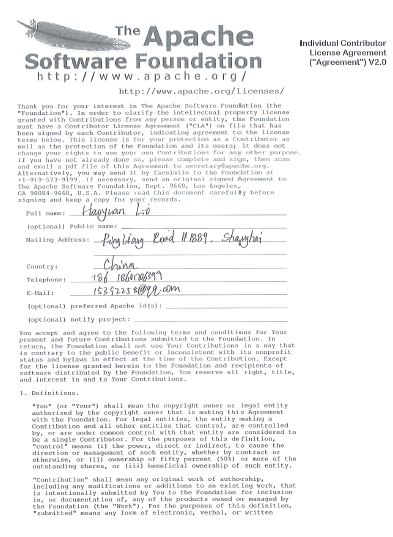 The Apache
Software Foundation
http://www.apache.org/
Individual Contributor
License Agreement
("Agreement") V2.0
http://www.apache.org/licenses/
Thank you for your interest in The Apache Software Foundation (the
"Foundation"). In order to clarify the intellectual property license
granted with Contributions from any person or entity, the Foundation
must have a Contributor License Agreement ("CLA") on file that has
been signed by each Contributor, indicating agreement to the license
terms below. This license is for your protection as a Contributor as
well as the protection of the Foundation and its users; it does not
change your rights to use your own Contributions for any other purpose.
If you have not already done so, please complete and sign, then scan
and email a pdf file of this Agreement to secretary@apache.org.
Alternatively, you may send it by facsimile to the Foundation at
+1-919-573-9199. If necessary, send an original signed Agreement to
The Apache Software Foundation, Dept. 9660, Los Angeles,
CA 90084-9660, U.S.A. Please read this document carefully before
signing and keep a copy for your records.
Full name: Haoyuan
(optional) Public name:
Mailing Address: PingLiang Road #1889, Shanghai
Country: China
Telephone: +86
E-Mail: @qq.com
(optional) preferred Apache id(s):
(optional) notify project:
You accept and agree to the following terms and conditions for Your
present and future Contributions submitted to the Foundation. In
return, the Foundation shall not use Your Contributions in a way that
is contrary to the public benefit or inconsistent with its nonprofit
status and bylaws in effect at the time of the Contribution. Except
for the license granted herein to the Foundation and recipients of
software distributed by the Foundation, You reserve all right, title,
and interest in and to Your Contributions.
1. Definitions.
"You" (or "Your") shall mean the copyright owner or legal entity
authorized by the copyright owner that is making this Agreement
with the Foundation. For legal entities, the entity making a
Contribution and all other entities that control, are controlled
by, or are under common control with that entity are considered to
be a single Contributor. For the purposes of this definition,
"control" means (i) the power, direct or indirect, to cause the
direction or management of such entity, whether by contract or
otherwise, or (ii) ownership of fifty percent (50%) or more of the
outstanding shares, or (iii) beneficial ownership of such entity.
"Contribution" shall mean any original work of authorship,
including any modifications or additions to an existing work, that
is intentionally submitted by You to the Foundation for inclusion
in, or documentation of, any of the products owned or managed by
the Foundation (the "Work"). For the purposes of this definition,
"submitted" means any form of electronic, verbal, or written